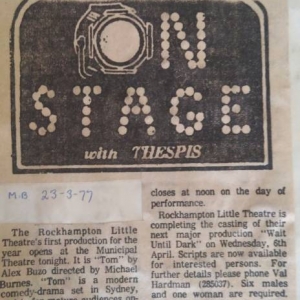 ON
STAGE
with THESPIS
M.B 23-3-77
The Rockhampton Little
Theatre's first production for the
year opens at the Municipal
Theatre tonight. It is "Tom" by
Alex Buzo directed by Michael
Burnes. "Tom" is a modern
comedy-drama set in Sydney,
closes at noon on the day of
performance.
Rockhampton Little Theatre is
completing the casting of their
next major production "Wait
Until Dark" on Wednesday, 6th
April. Scripts are now available
for interested persons. For
further details please phone Val
Hardman (285037). Six males
and one woman are required.